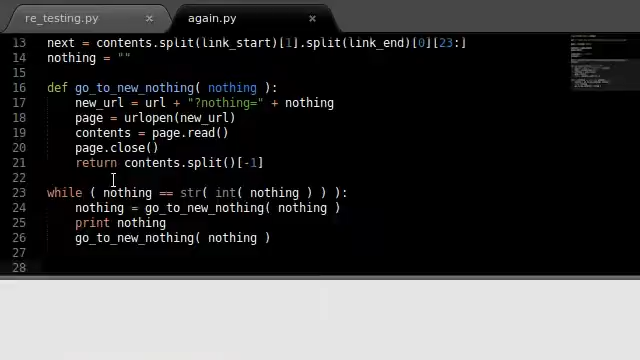 re_testing.py × again.py ×
13 next = contents.split(link_start)[1].split(link_end)[0][23:]
14 nothing = ""
15
16 def go_to_new_nothing( nothing ):
17 new_url = url + "?nothing=" + nothing
18 page = urlopen(new_url)
19 contents = page.read()
20 page.close()
21 return contents.split()[-1]
22
23 while ( nothing == str( int( nothing ) ) ):
24 nothing = go_to_new_nothing( nothing )
25 print nothing
26 go_to_new_nothing( nothing )
27
28